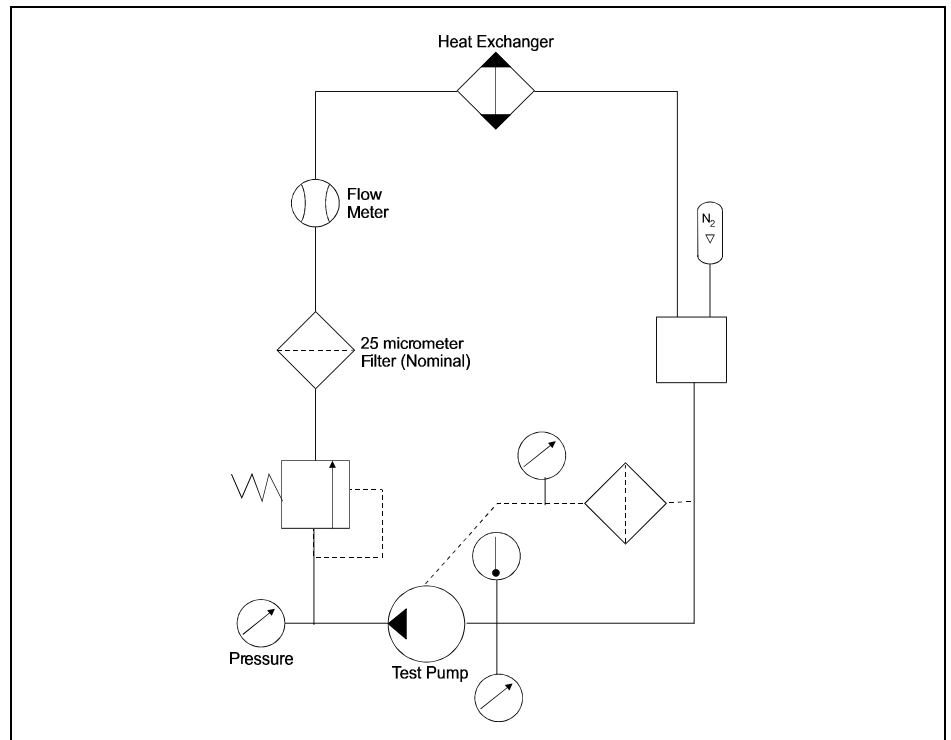 Heat Exchanger
Flow
Meter
N₂
25 micrometer
Filter (Nominal)
Pressure
Test Pump